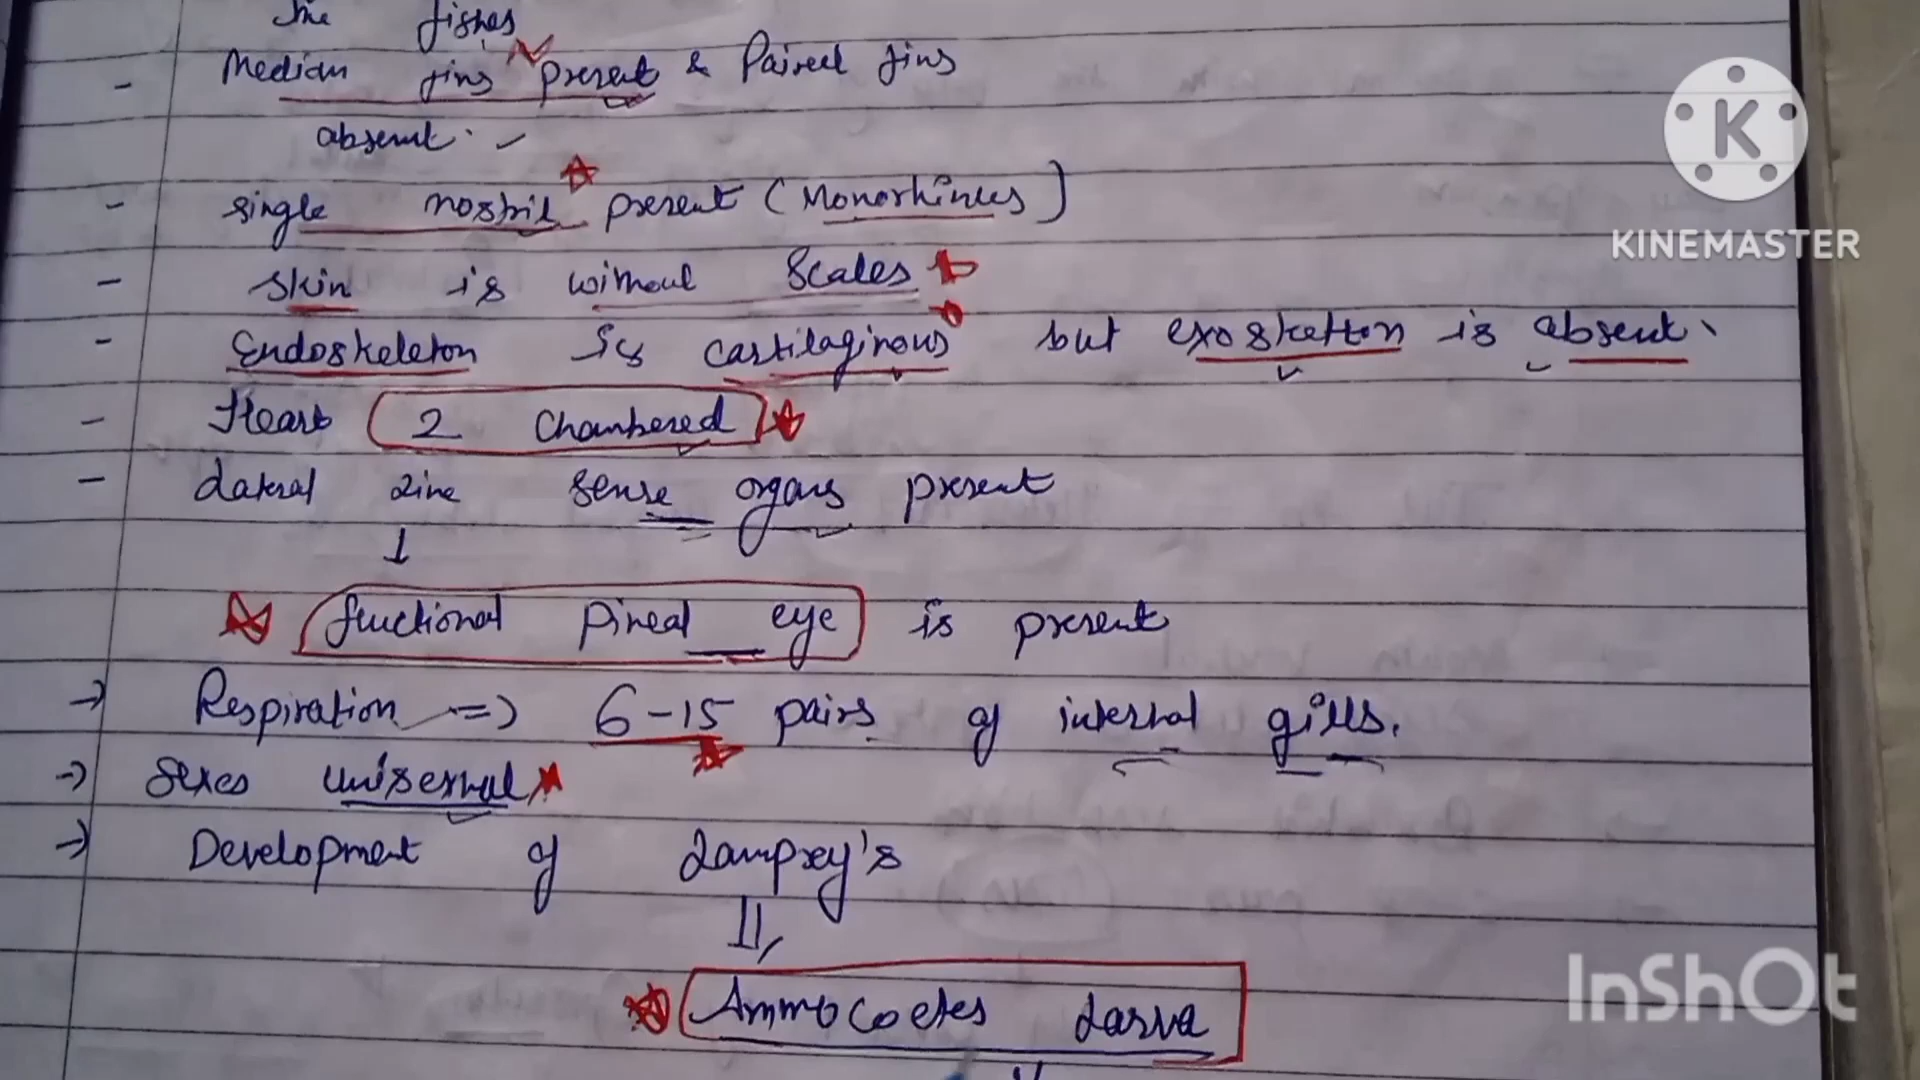 The fishes
- Median fins present & Paired fins
absent.
- single nostril present (Monorhines)
- skin is without scales
- Endoskeleton is cartilaginous but exoskelton is absent.
- Heart 2 chambered
- Lateral Line sense organs present
functional Pineal eye is present
→ Respiration => 6-15 pairs of internal gills.
→ Sexes unisexual
→ Development of Lamprey's
Ammocoetes Larva
K
KINEMASTER
InShOt